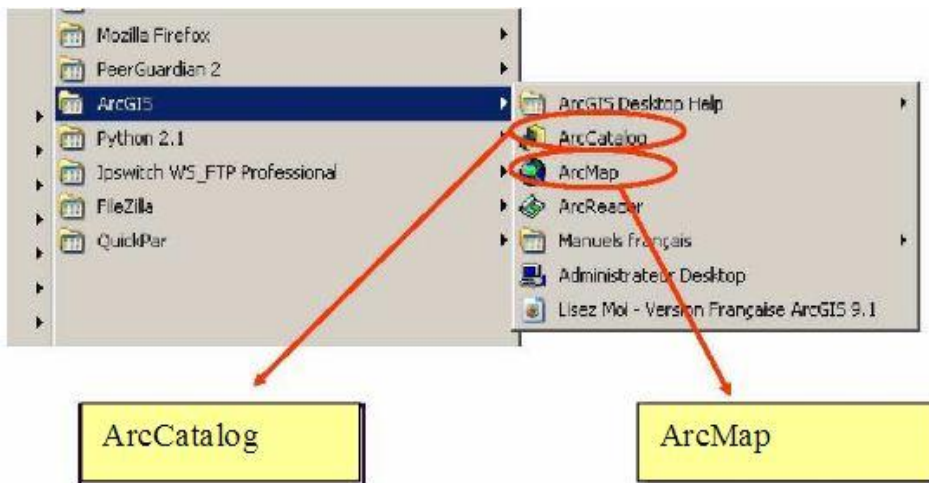 Mozilla Firefox
PeerGuardian 2
ArcGIS
Python 2.1
Ipswitch WS_FTP Professional
FileZilla
QuickPar
ArcGIS Desktop Help
ArcCatalog
ArcMap
ArcReader
Manuels français
Administrateur Desktop
Lisez Moi - Version Française ArcGIS 9.1
ArcCatalog
ArcMap